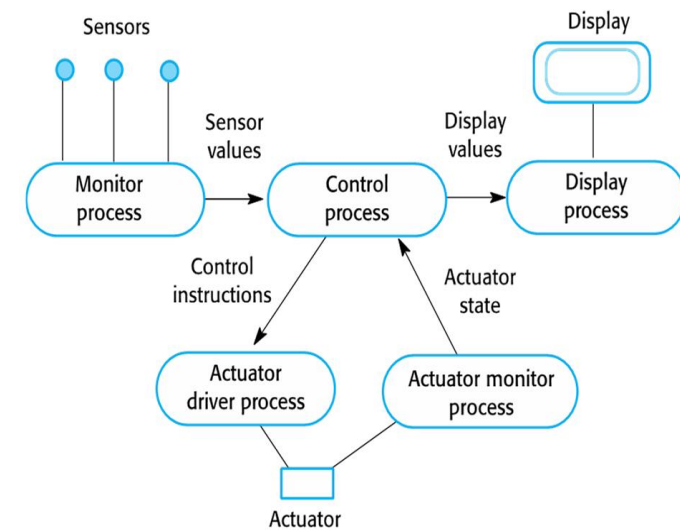 Sensors
Display
Sensor
values
Display
values
Monitor
process
Control
process
Display
process
Control
instructions
Actuator
state
Actuator
driver process
Actuator monitor
process
Actuator